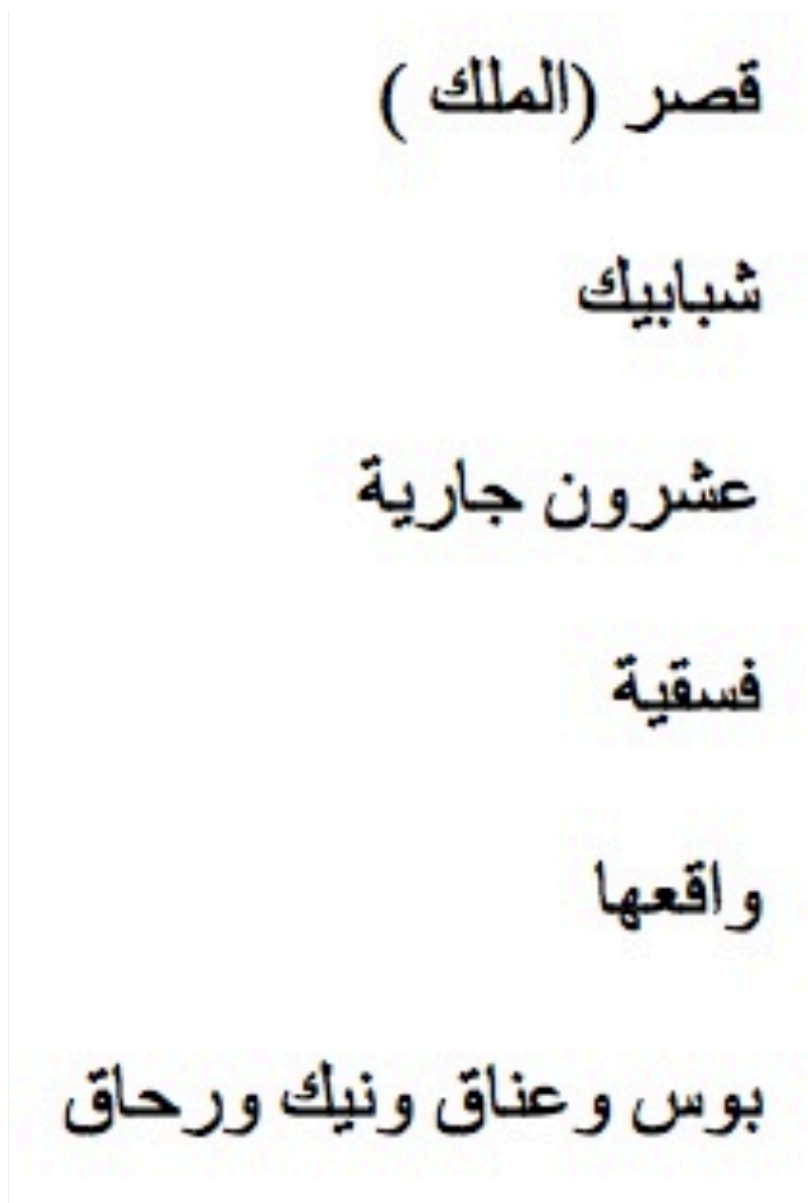 قصر (الملك )
شبابيك
عشرون جارية
فسقية
واقعها
بوس وعناق ونيك ورحاق